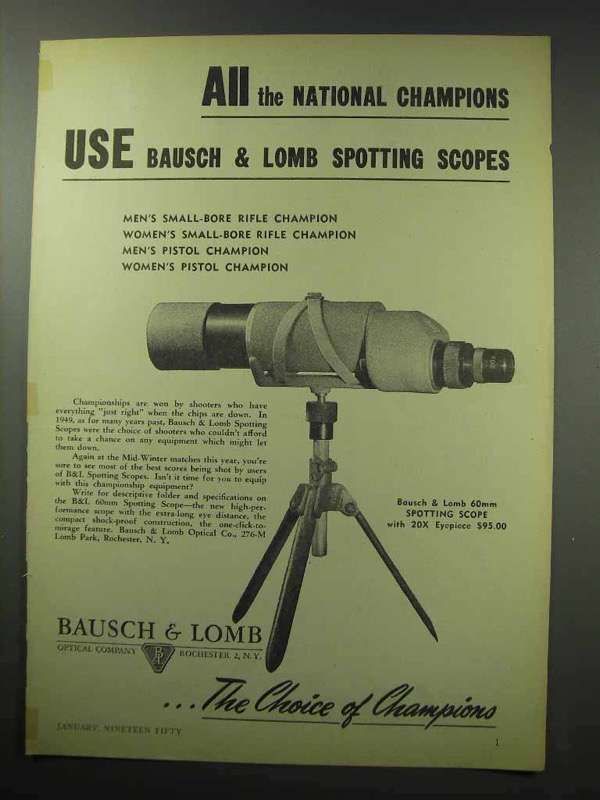 All the NATIONAL CHAMPIONS
USE BAUSCH & LOMB SPOTTING SCOPES
MEN'S SMALL-BORE RIFLE CHAMPION
WOMEN'S SMALL-BORE RIFLE CHAMPION
MEN'S PISTOL CHAMPION
WOMEN'S PISTOL CHAMPION
Championships are won by shooters who have
everything "just right" when the chips are down. In
1949, as for many years past, Bausch & Lomb Spotting
Scopes were the choice of shooters who couldn't afford
to take a chance on any equipment which might let
them down.
Again at the Mid-Winter matches this year, you're
sure to see most of the best scores being shot by users
of B&L Spotting Scopes. Isn't it time for you to equip
with this championship equipment?
Write for descriptive folder and specifications on
the B&L 60mm Spotting Scope—the new high-per-
formance scope with the extra-long eye distance, the
compact shock-proof construction, the one-click-to-
morage feature. Bausch & Lomb Optical Co., 276-M
Lomb Park, Rochester, N. Y.
Bausch & Lomb 60mm
SPOTTING SCOPE
with 20X Eyepiece $95.00
BAUSCH & LOMB
OPTICAL COMPANY B L ROCHESTER 2, N.Y.
...The Choice of Champions
JANUARY, NINETEEN FIFTY
1